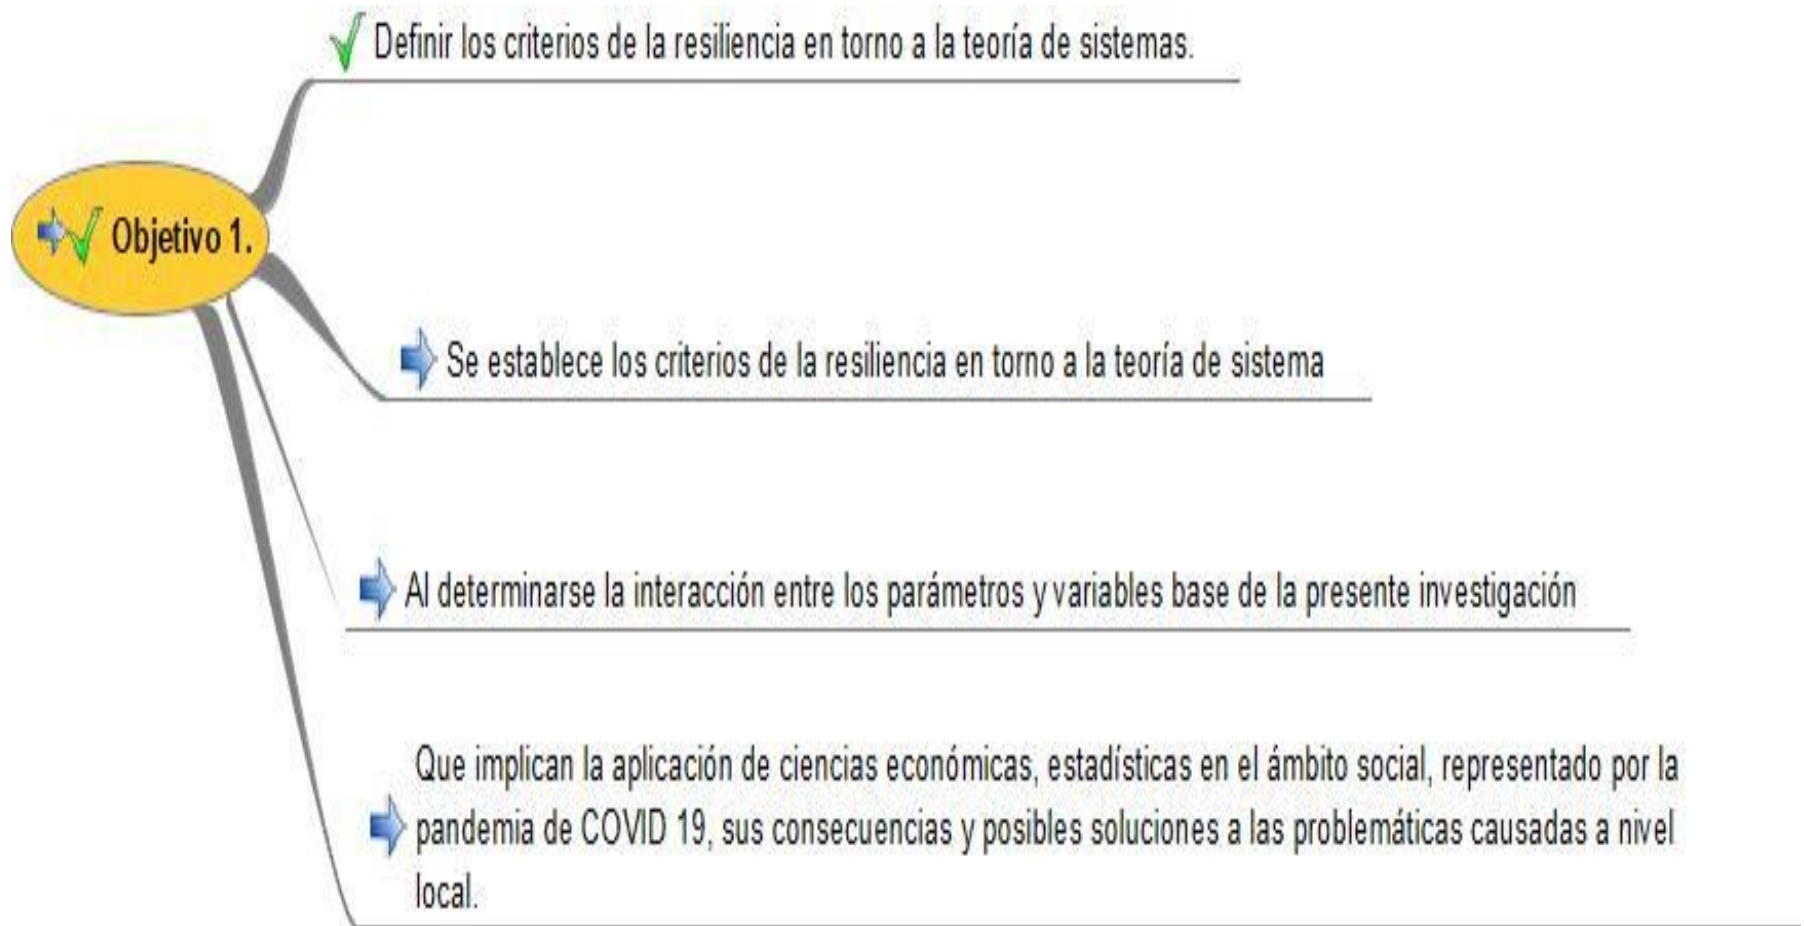 Definir los criterios de la resiliencia en torno a la teoría de sistemas.
Objetivo 1.
Se establece los criterios de la resiliencia en torno a la teoría de sistema
Al determinarse la interacción entre los parámetros y variables base de la presente investigación
Que implican la aplicación de ciencias económicas, estadísticas en el ámbito social, representado por la
pandemia de COVID 19, sus consecuencias y posibles soluciones a las problemáticas causadas a nivel
local.